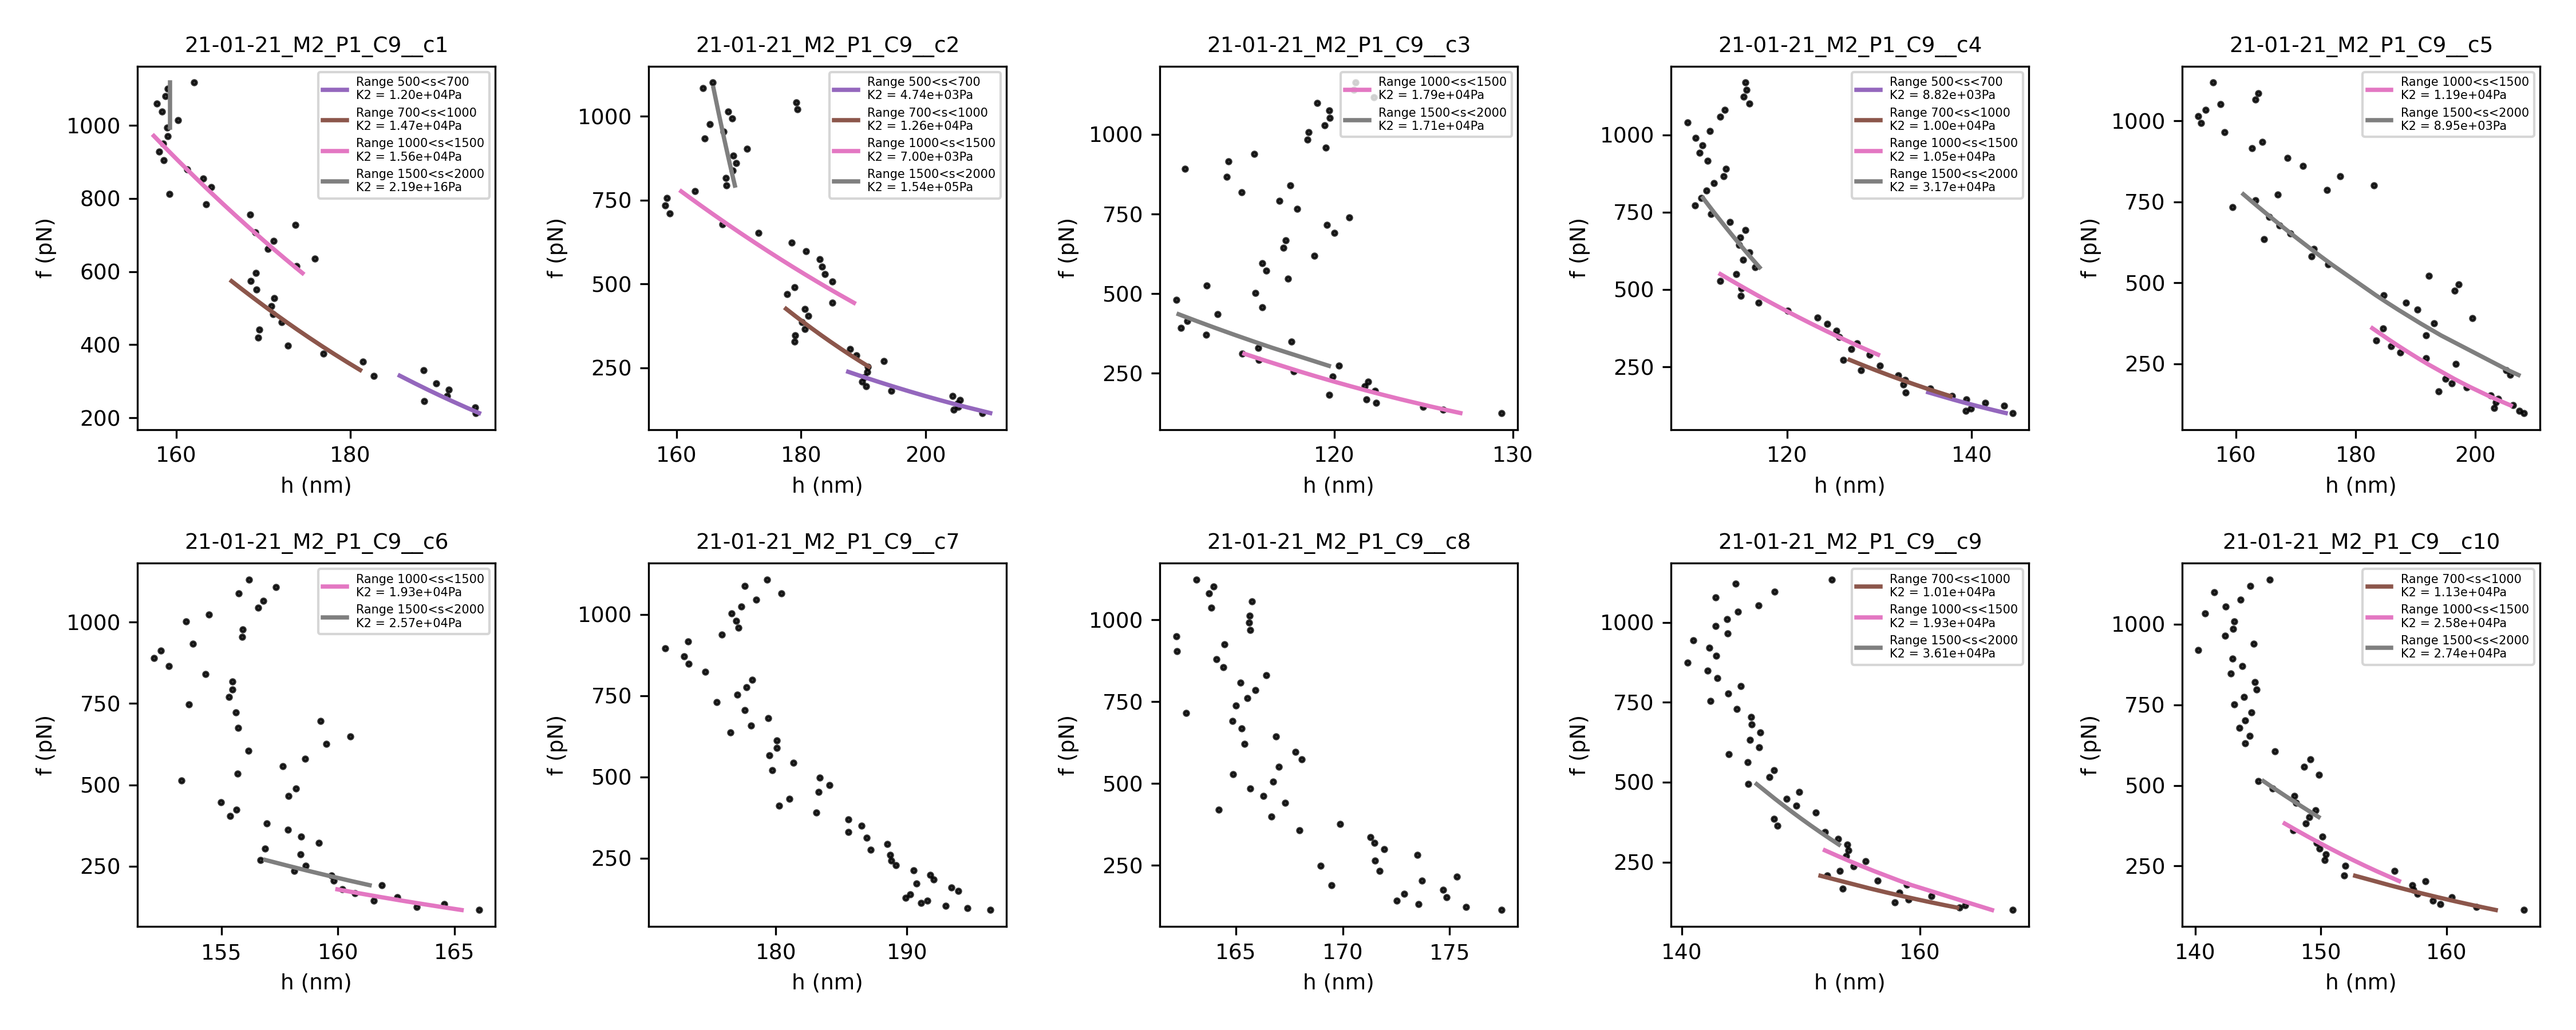 21-01-21_M2_P1_C9__c1
Range 500<s<700
K2 = 1.20e+04Pa
Range 700<s<1000
K2 = 1.47e+04Pa
Range 1000<s<1500
K2 = 1.56e+04Pa
Range 1500<s<2000
K2 = 2.19e+16Pa
1000
800
600
400
200
f (pN)
160 180
h (nm)
21-01-21_M2_P1_C9__c2
Range 500<s<700
K2 = 4.74e+03Pa
Range 700<s<1000
K2 = 1.26e+04Pa
Range 1000<s<1500
K2 = 7.00e+03Pa
Range 1500<s<2000
K2 = 1.54e+05Pa
1000
750
500
250
f (pN)
160 180 200
h (nm)
21-01-21_M2_P1_C9__c3
Range 1000<s<1500
K2 = 1.79e+04Pa
Range 1500<s<2000
K2 = 1.71e+04Pa
1000
750
500
250
f (pN)
120 130
h (nm)
21-01-21_M2_P1_C9__c4
Range 500<s<700
K2 = 8.82e+03Pa
Range 700<s<1000
K2 = 1.00e+04Pa
Range 1000<s<1500
K2 = 1.05e+04Pa
Range 1500<s<2000
K2 = 3.17e+04Pa
1000
750
500
250
f (pN)
120 140
h (nm)
21-01-21_M2_P1_C9__c5
Range 1000<s<1500
K2 = 1.19e+04Pa
Range 1500<s<2000
K2 = 8.95e+03Pa
1000
750
500
250
f (pN)
160 180 200
h (nm)
21-01-21_M2_P1_C9__c6
Range 1000<s<1500
K2 = 1.93e+04Pa
Range 1500<s<2000
K2 = 2.57e+04Pa
1000
750
500
250
f (pN)
155 160 165
h (nm)
21-01-21_M2_P1_C9__c7
1000
750
500
250
f (pN)
180 190
h (nm)
21-01-21_M2_P1_C9__c8
1000
750
500
250
f (pN)
165 170 175
h (nm)
21-01-21_M2_P1_C9__c9
Range 700<s<1000
K2 = 1.01e+04Pa
Range 1000<s<1500
K2 = 1.93e+04Pa
Range 1500<s<2000
K2 = 3.61e+04Pa
1000
750
500
250
f (pN)
140 160
h (nm)
21-01-21_M2_P1_C9__c10
Range 700<s<1000
K2 = 1.13e+04Pa
Range 1000<s<1500
K2 = 2.58e+04Pa
Range 1500<s<2000
K2 = 2.74e+04Pa
1000
750
500
250
f (pN)
140 150 160
h (nm)